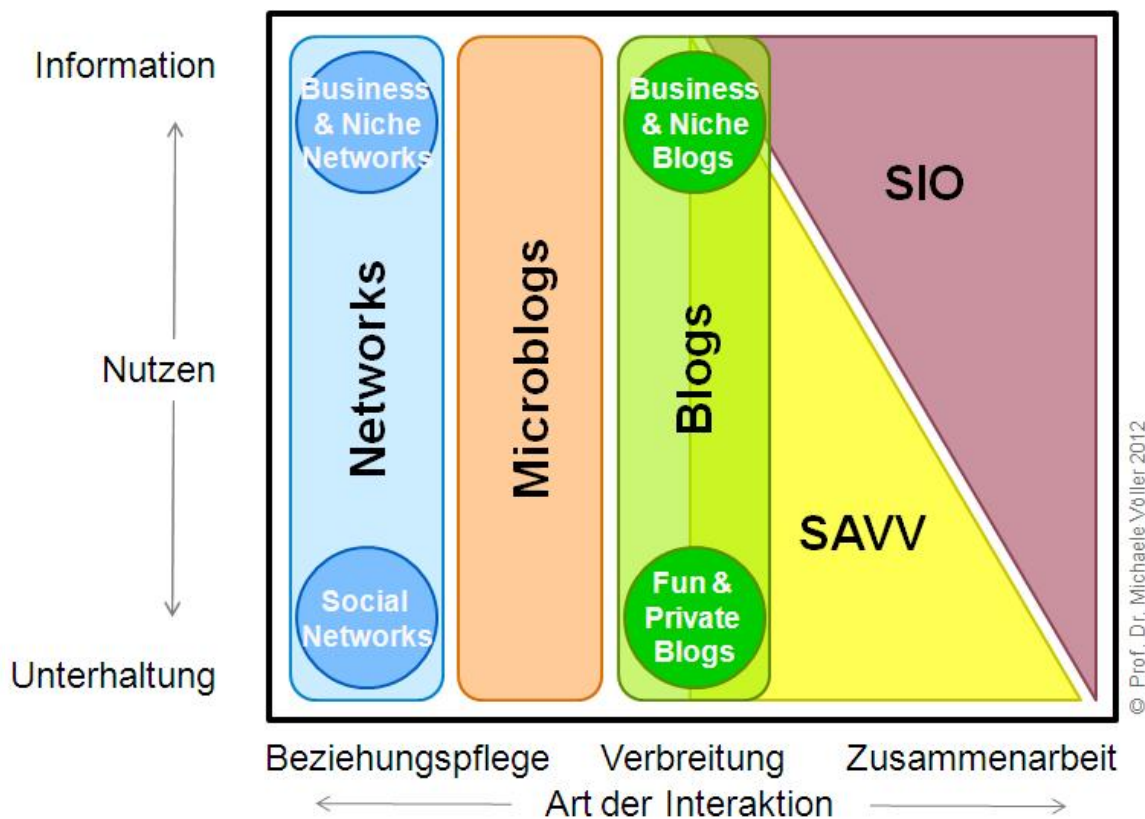 Information
Nutzen
Unterhaltung
Business
& Niche
Networks
Networks
Social
Networks
Microblogs
Business
& Niche
Blogs
Blogs
Fun &
Private
Blogs
SIO
SAVV
Beziehungspflege
Verbreitung
Zusammenarbeit
Art der Interaktion
© Prof. Dr. Michaele Völler 2012